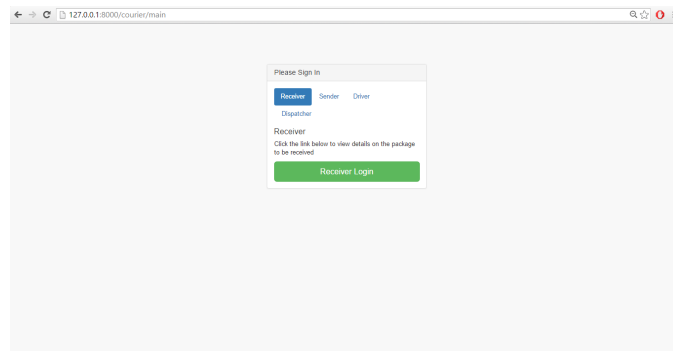 127.0.0.1:8000/courier/main
Please Sign In
Receiver Sender Driver
Dispatcher
Receiver
Click the link below to view details on the package
to be received
Receiver Login